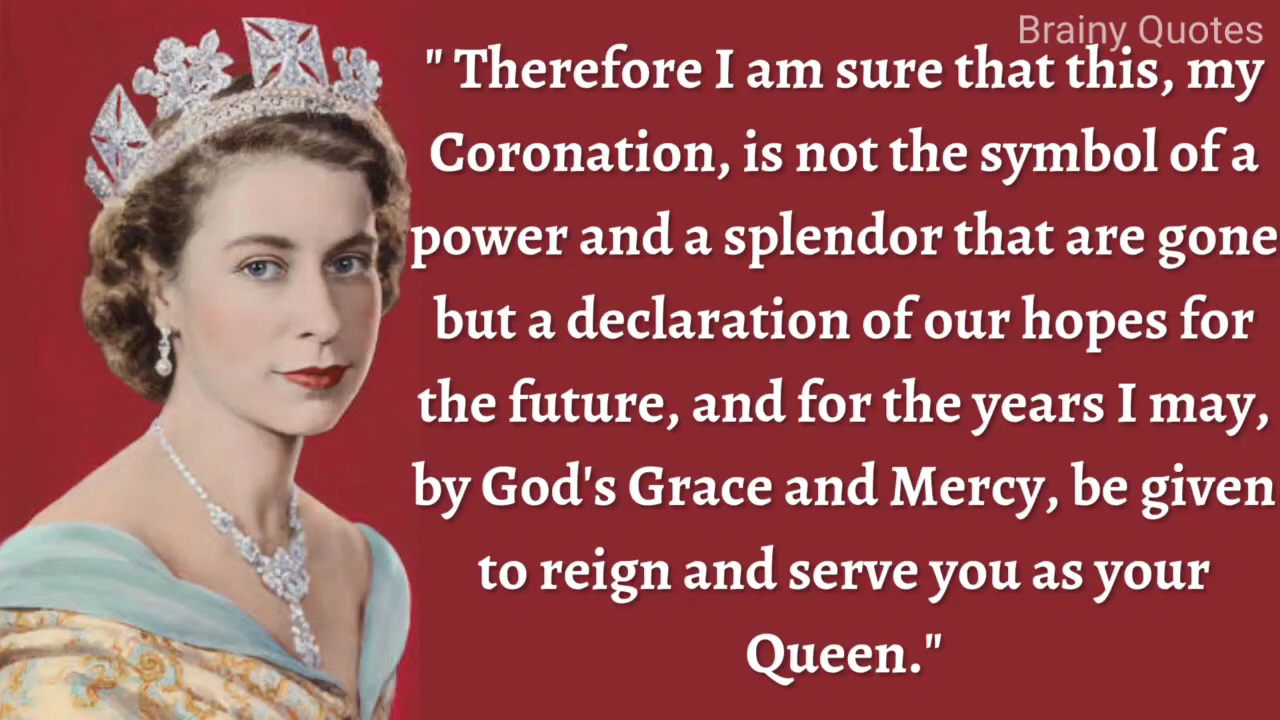 Brainy Quotes
" Therefore I am sure that this, my
Coronation, is not the symbol of a
power and a splendor that are gone
but a declaration of our hopes for
the future, and for the years I may,
by God's Grace and Mercy, be given
to reign and serve you as your
Queen."